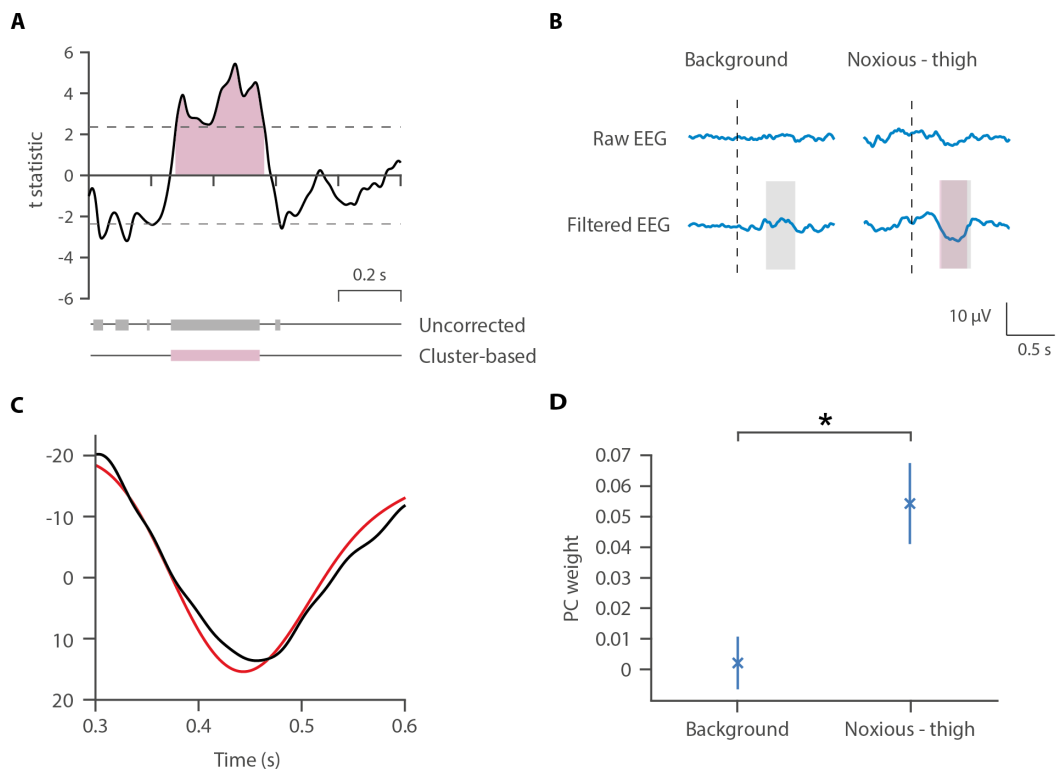 A
6
4
2
0
-2
-4
-6
t statistic
0.2 s
Uncorrected
Cluster-based
B
Background
Noxious - thigh
Raw EEG
Filtered EEG
10 μV
0.5 s
C
-20
-10
0
10
20
0.3
0.4
0.5
0.6
Time (s)
D
*
0.07
0.06
0.05
0.04
0.03
0.02
0.01
0
PC weight
Background
Noxious - thigh